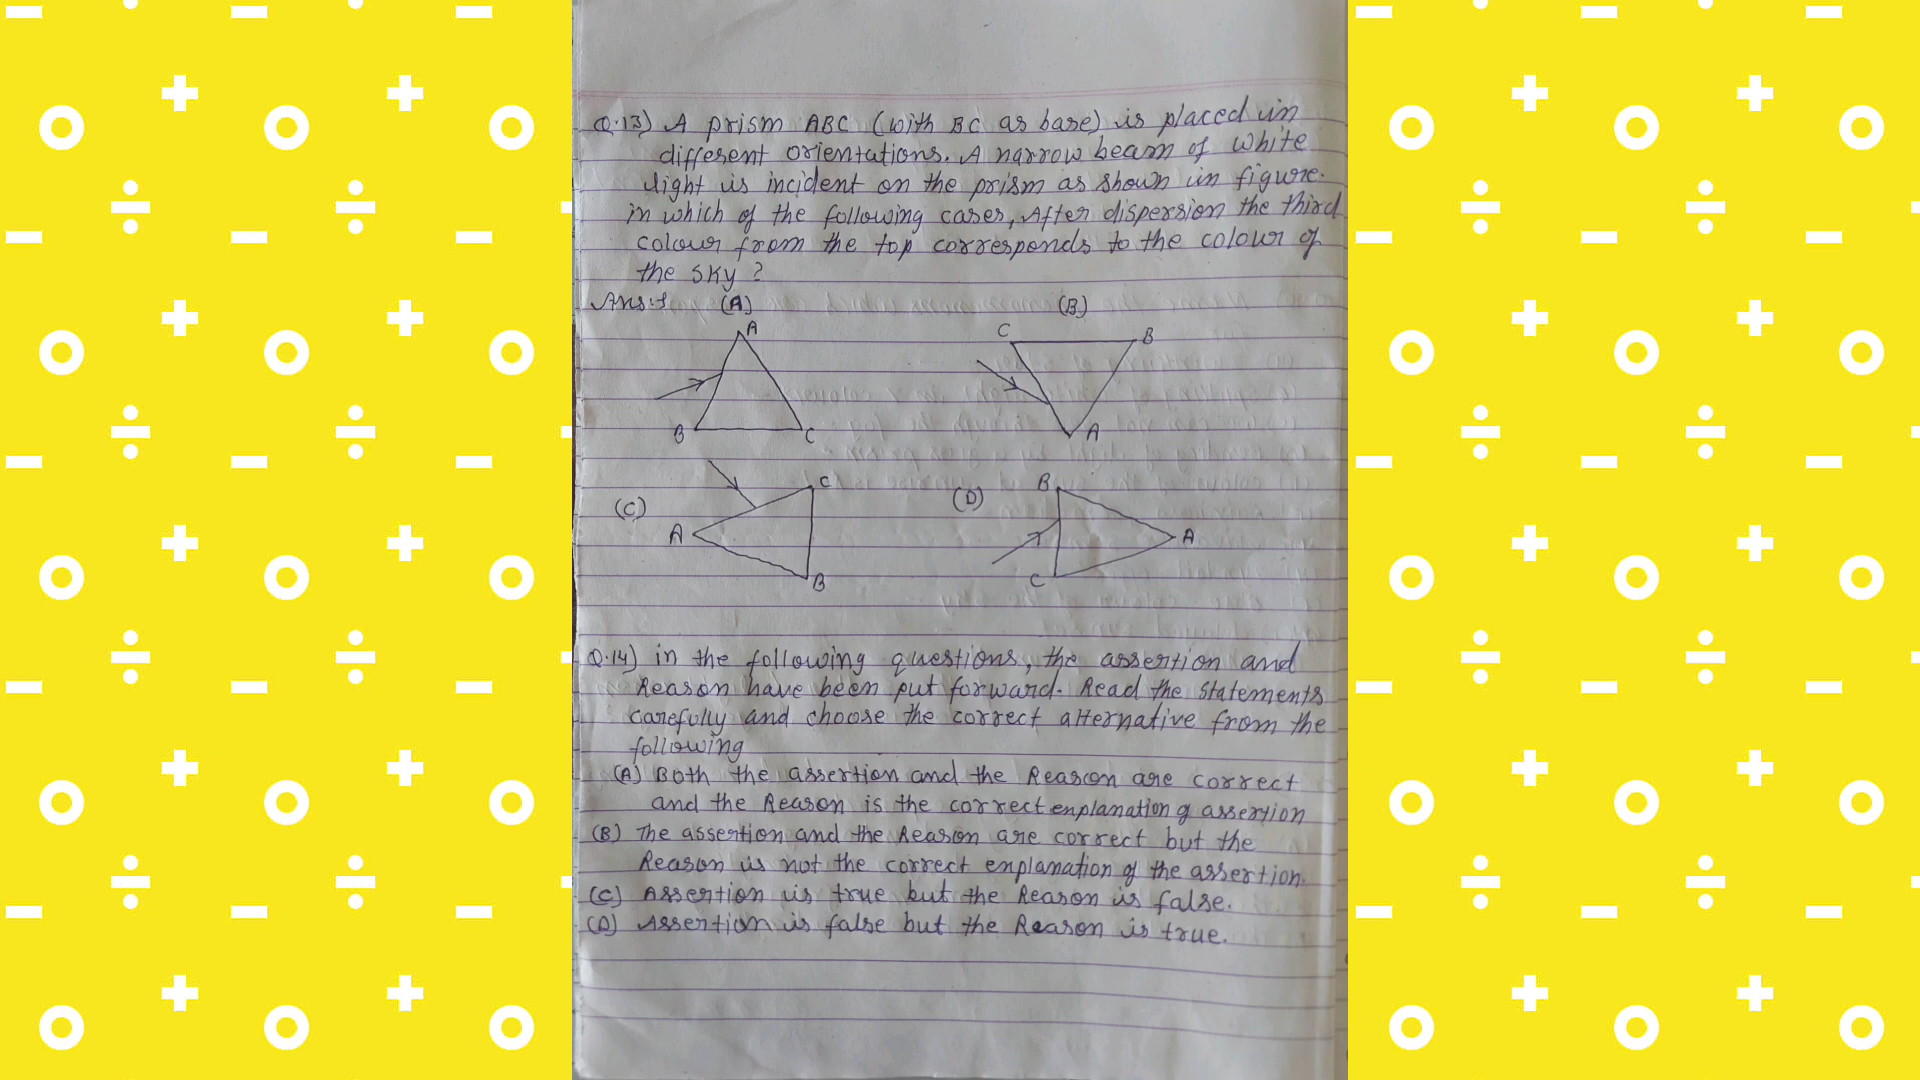 Q.13) A prism ABC (with BC as base) is placed in
different orientations. A narrow beam of white
light is incident on the prism as shown in figure.
in which of the following cases, After dispersion the third
colour from the top corresponds to the colour of
the sky ?
Ans:-
(A) (B)
A
B C
C B
A
(C)
A C
B
(D)
B
A
C
Q.14) in the following questions, the assertion and
Reason have been put forward. Read the statements
carefully and choose the correct alternative from the
following
(A) Both the assertion and the Reason are correct
and the Reason is the correct enplanation of assertion
(B) The assertion and the Reason are correct but the
Reason is not the correct enplanation of the assertion.
(C) Assertion is true but the Reason is false.
(D) Assertion is false but the Reason is true.